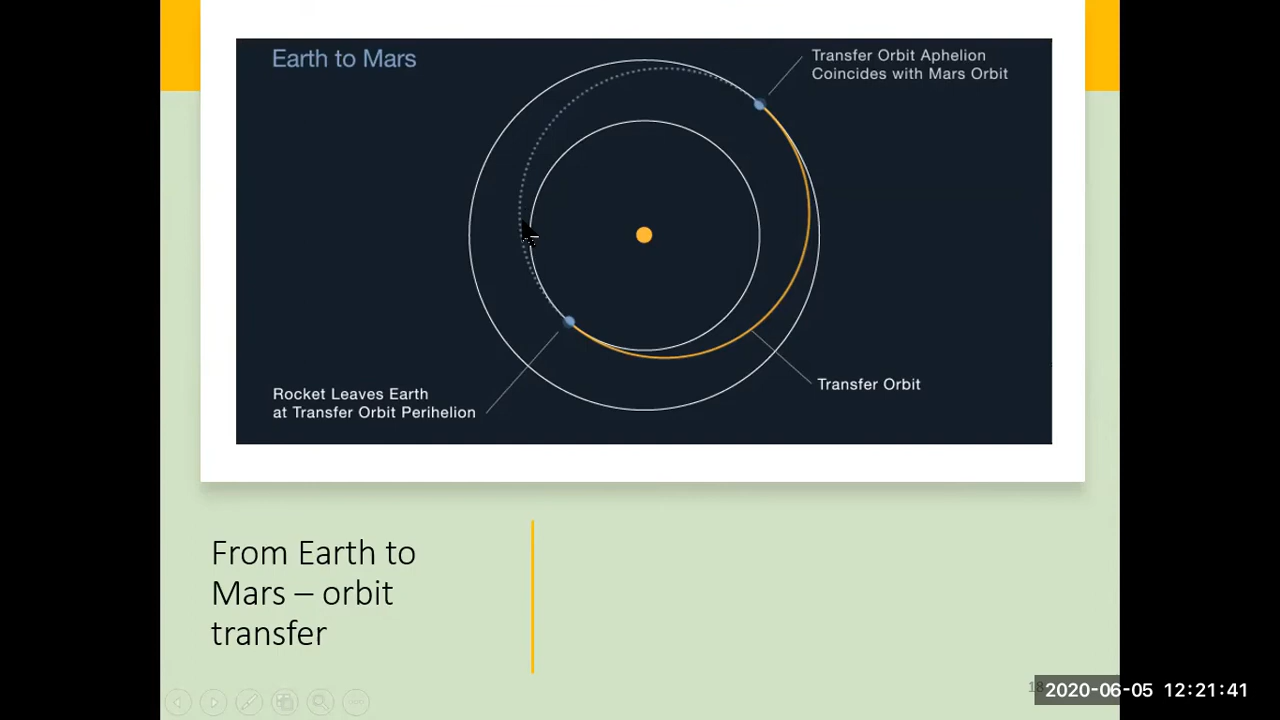 Earth to Mars
Transfer Orbit Aphelion
Coincides with Mars Orbit
Rocket Leaves Earth
at Transfer Orbit Perihelion
Transfer Orbit
From Earth to
Mars – orbit
transfer
2020-06-05 12:21:41